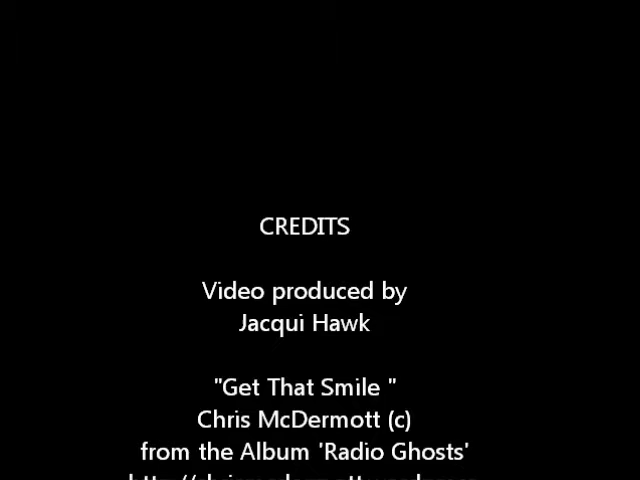 CREDITS
Video produced by
Jacqui Hawk
"Get That Smile "
Chris McDermott (c)
from the Album 'Radio Ghosts'